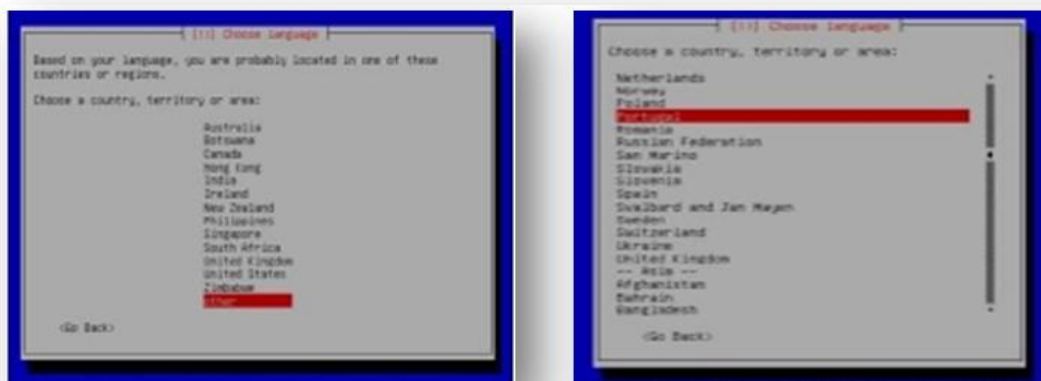 [!!] Choose language
Based on your language, you are probably located in one of these
countries or regions.
Choose a country, territory or area:
Australia
Botswana
Canada
Hong Kong
India
Ireland
New Zealand
Philippines
Singapore
South Africa
United Kingdom
United States
Zimbabwe
other
<Go Back>
[!!] Choose language
Choose a country, territory or area:
Netherlands
Norway
Poland
Portugal
Romania
Russian Federation
San Marino
Slovakia
Slovenia
Spain
Svalbard and Jan Mayen
Sweden
Switzerland
Ukraine
United Kingdom
-- Asia --
Afghanistan
Bahrain
Bangladesh
<Go Back>